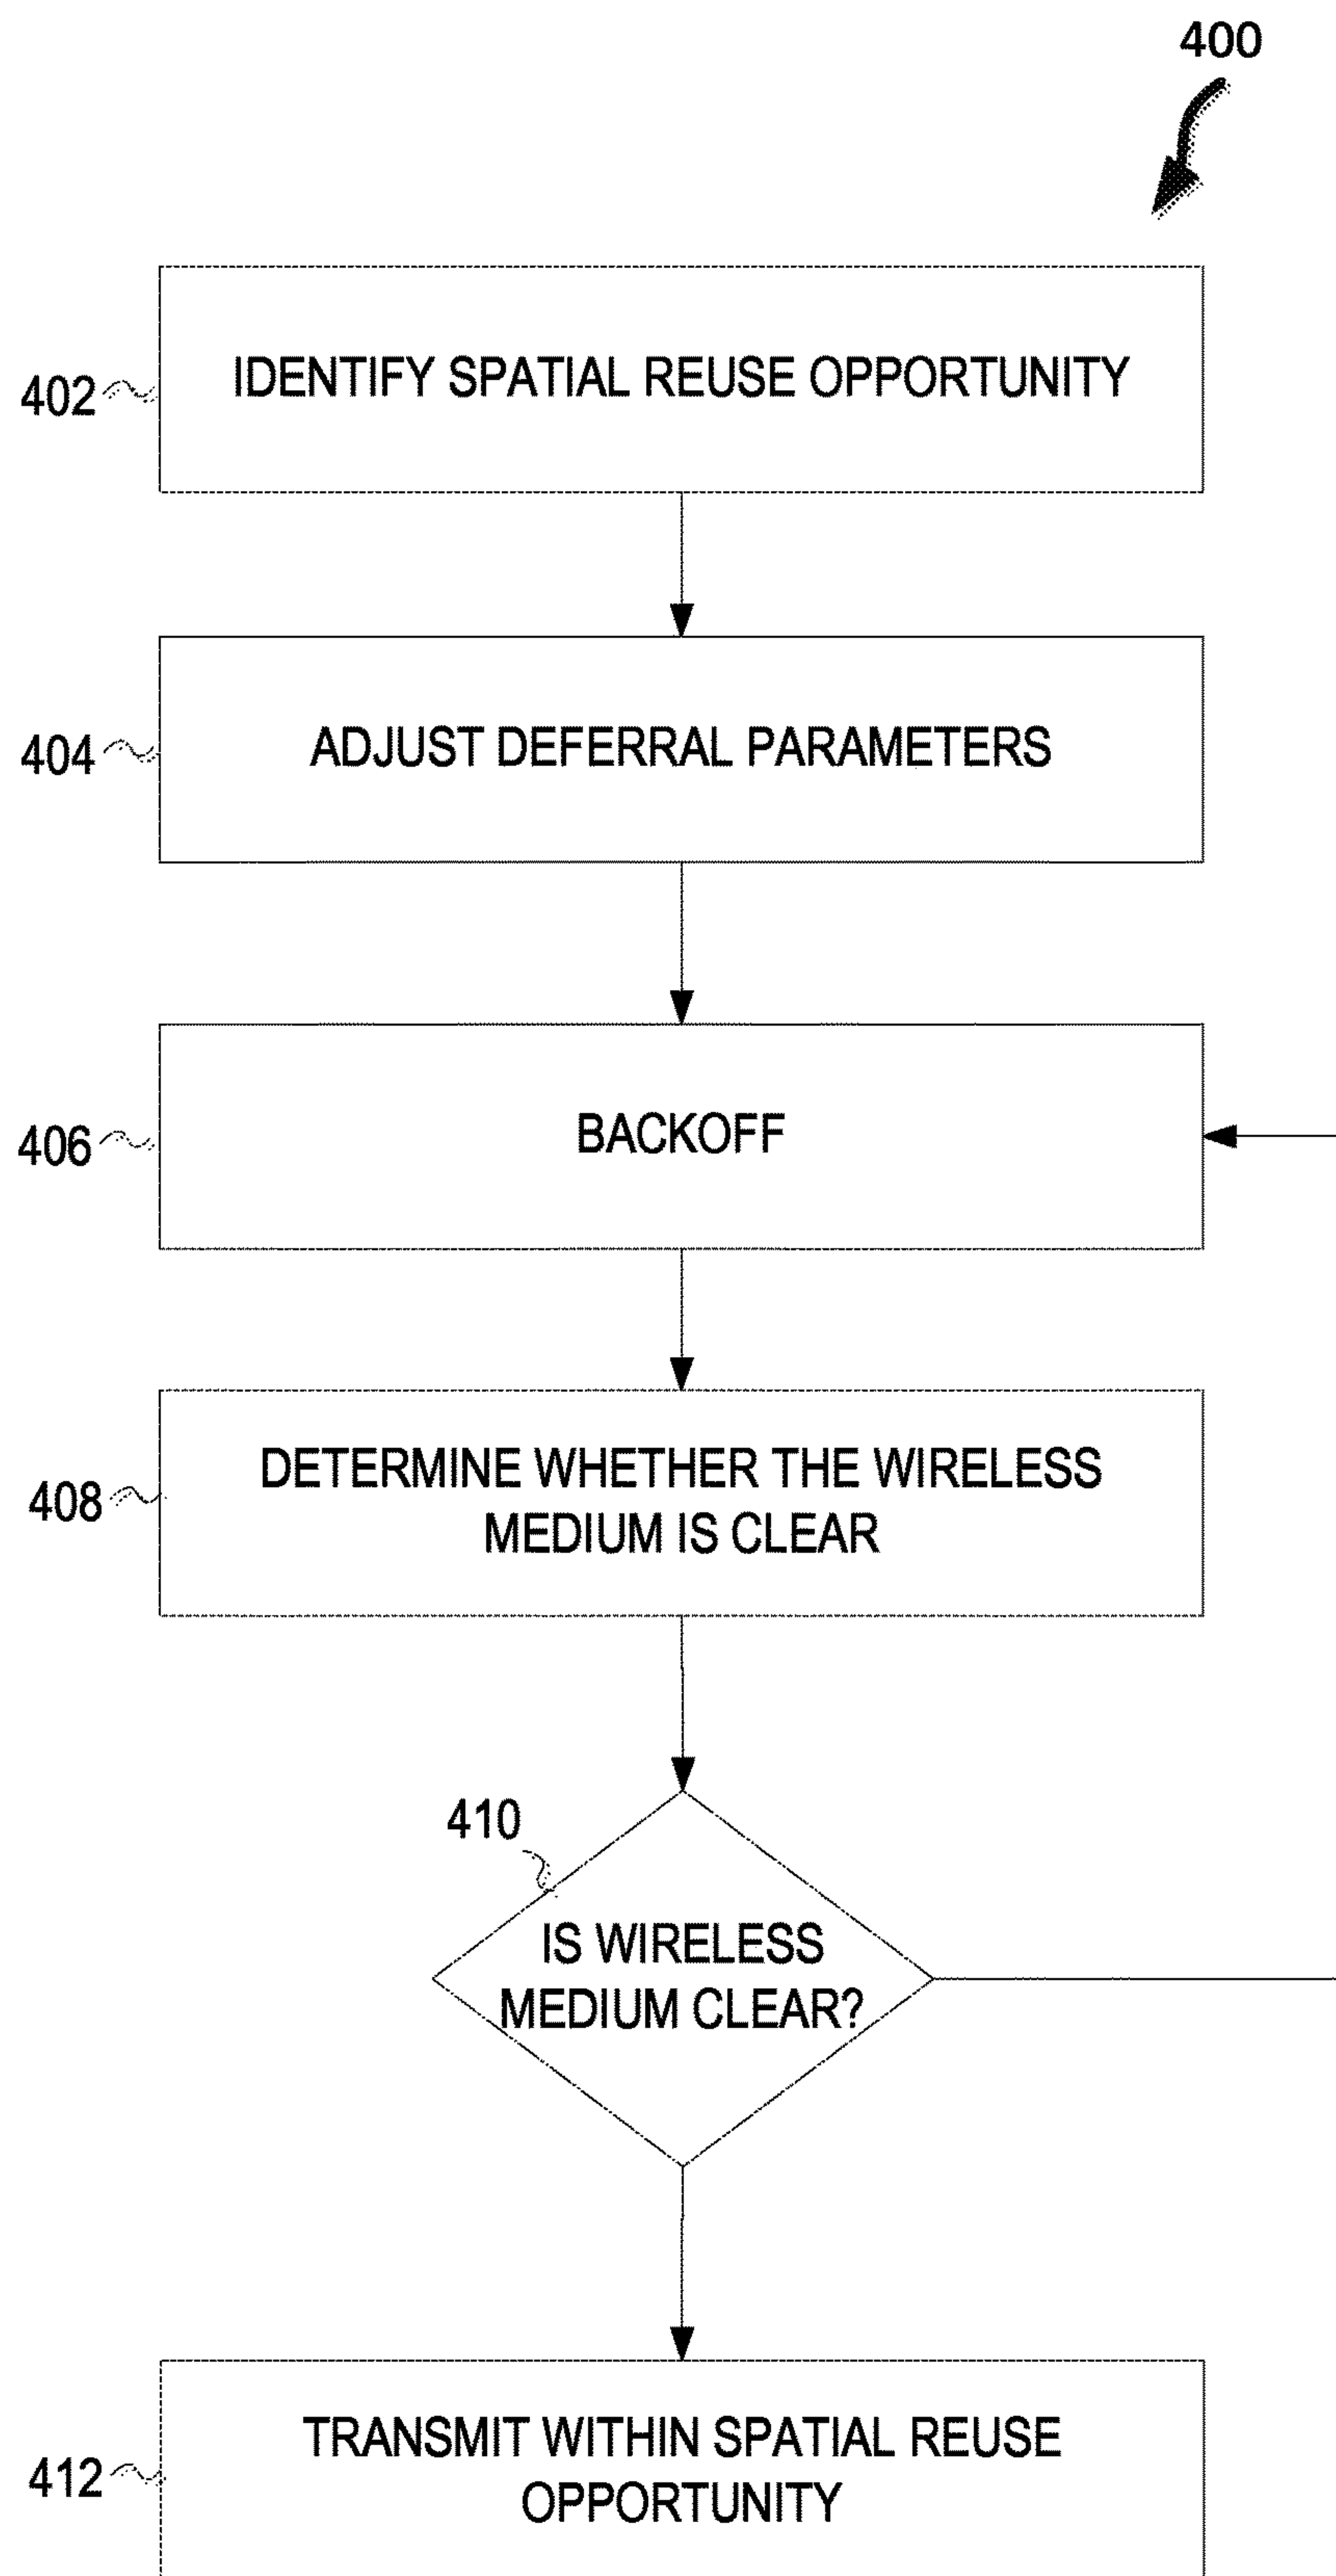 400
402
IDENTIFY SPATIAL REUSE OPPORTUNITY
404
ADJUST DEFERRAL PARAMETERS
406
BACKOFF
408
DETERMINE WHETHER THE WIRELESS
MEDIUM IS CLEAR
410
IS WIRELESS
MEDIUM CLEAR?
412
TRANSMIT WITHIN SPATIAL REUSE
OPPORTUNITY